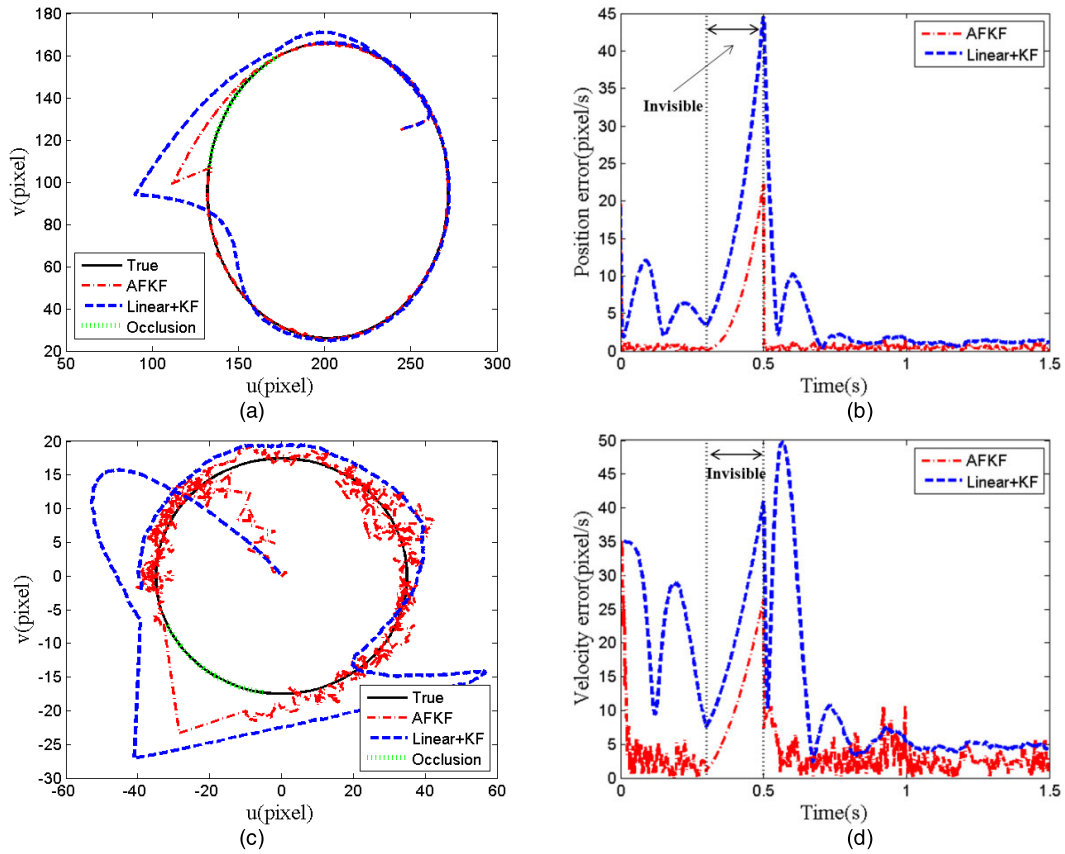 180
160
140
120
100
80
60
40
20
v(pixel)
True
AFKF
Linear+KF
Occlusion
50 100 150 200 250 300
u(pixel)
(a)
45
40
35
30
25
20
15
10
5
0
Position error(pixel/s)
Invisible
AFKF
Linear+KF
0 0.5 1 1.5
Time(s)
(b)
20
15
10
5
0
-5
-10
-15
-20
-25
-30
v(pixel)
True
AFKF
Linear+KF
Occlusion
-60 -40 -20 0 20 40 60
u(pixel)
(c)
50
45
40
35
30
25
20
15
10
5
0
Velocity error(pixel/s)
Invisible
AFKF
Linear+KF
0 0.5 1 1.5
Time(s)
(d)